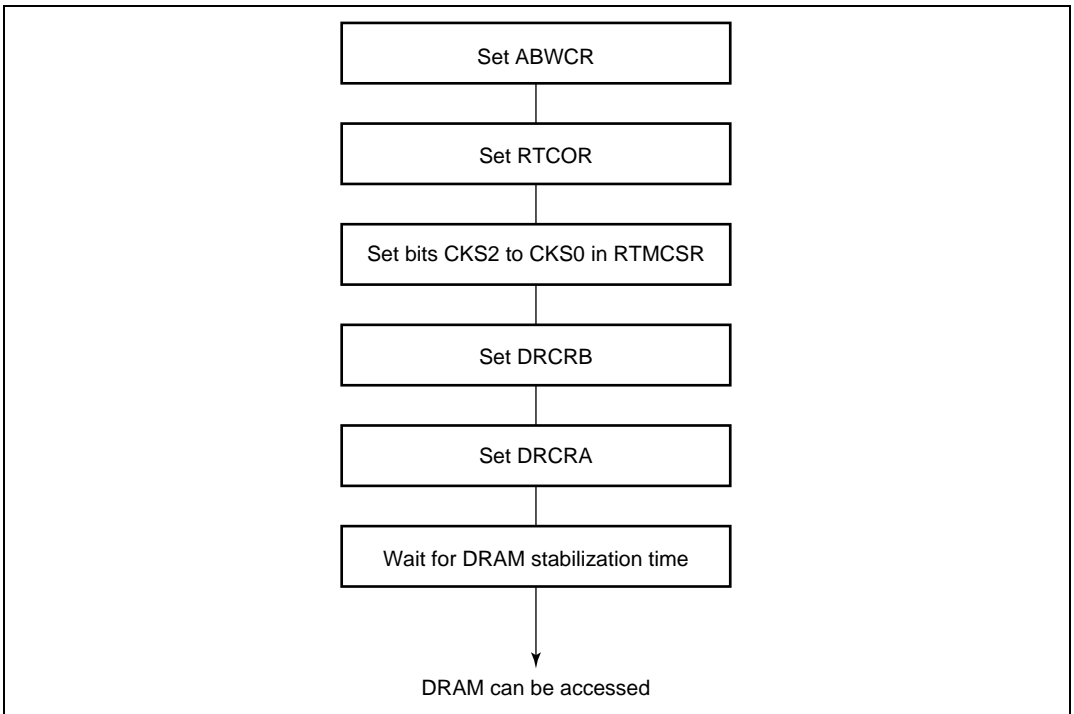 Set ABWCR
Set RTCOR
Set bits CKS2 to CKS0 in RTMCSR
Set DRCRB
Set DRCRA
Wait for DRAM stabilization time
DRAM can be accessed